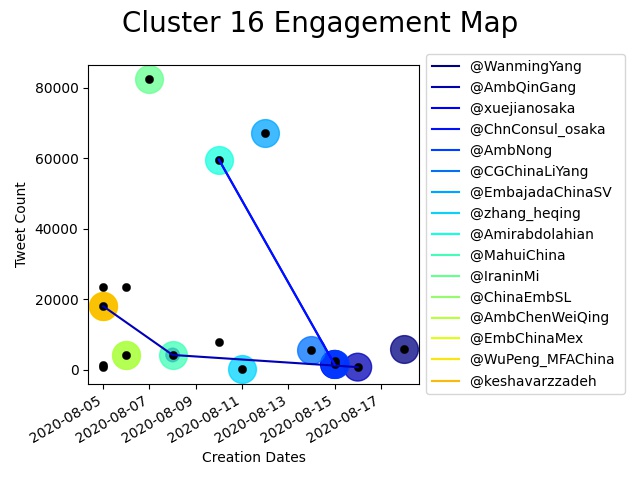 Cluster 16 Engagement Map
80000
60000
40000
20000
0
Tweet Count
2020-08-05
2020-08-07
2020-08-09
2020-08-11
2020-08-13
2020-08-15
2020-08-17
Creation Dates
@WanmingYang
@AmbQinGang
@xuejianosaka
@ChnConsul_osaka
@AmbNong
@CGChinaLiYang
@EmbajadaChinaSV
@zhang_heqing
@Amirabdolahian
@MahuiChina
@IraninMi
@ChinaEmbSL
@AmbChenWeiQing
@EmbChinaMex
@WuPeng_MFAChina
@keshavarzzadeh